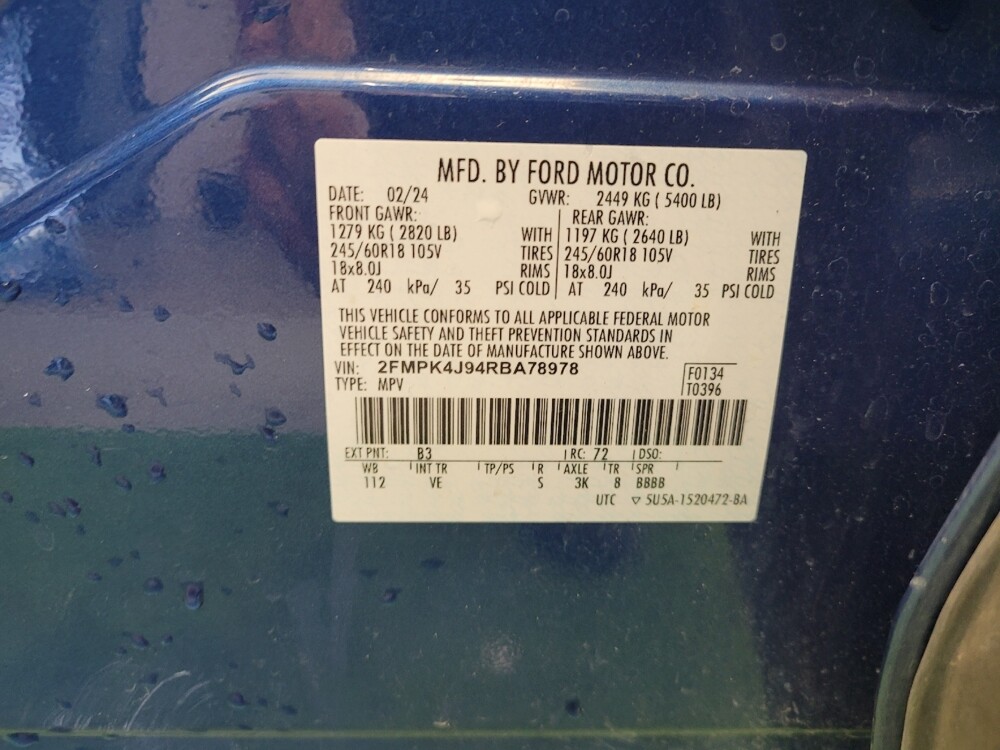 MFD. BY FORD MOTOR CO.
DATE: 02/24 GVWR: 2449 KG ( 5400 LB)
FRONT GAWR: REAR GAWR:
1279 KG ( 2820 LB) WITH 1197 KG ( 2640 LB) WITH
245/60R18 105V TIRES 245/60R18 105V TIRES
18x8.0J RIMS 18x8.0J RIMS
AT 240 kPa/ 35 PSI COLD AT 240 kPa/ 35 PSI COLD
THIS VEHICLE CONFORMS TO ALL APPLICABLE FEDERAL MOTOR
VEHICLE SAFETY AND THEFT PREVENTION STANDARDS IN
EFFECT ON THE DATE OF MANUFACTURE SHOWN ABOVE.
VIN: 2FMPK4J94RBA78978 F0134
TYPE: MPV T0396
EXT PNT: B3 RC: 72 DSO:
WB INT TR TP/PS R AXLE TR SPR
112 VE S 3K 8 BBBB
UTC ▽ 5U5A-1520472-BA